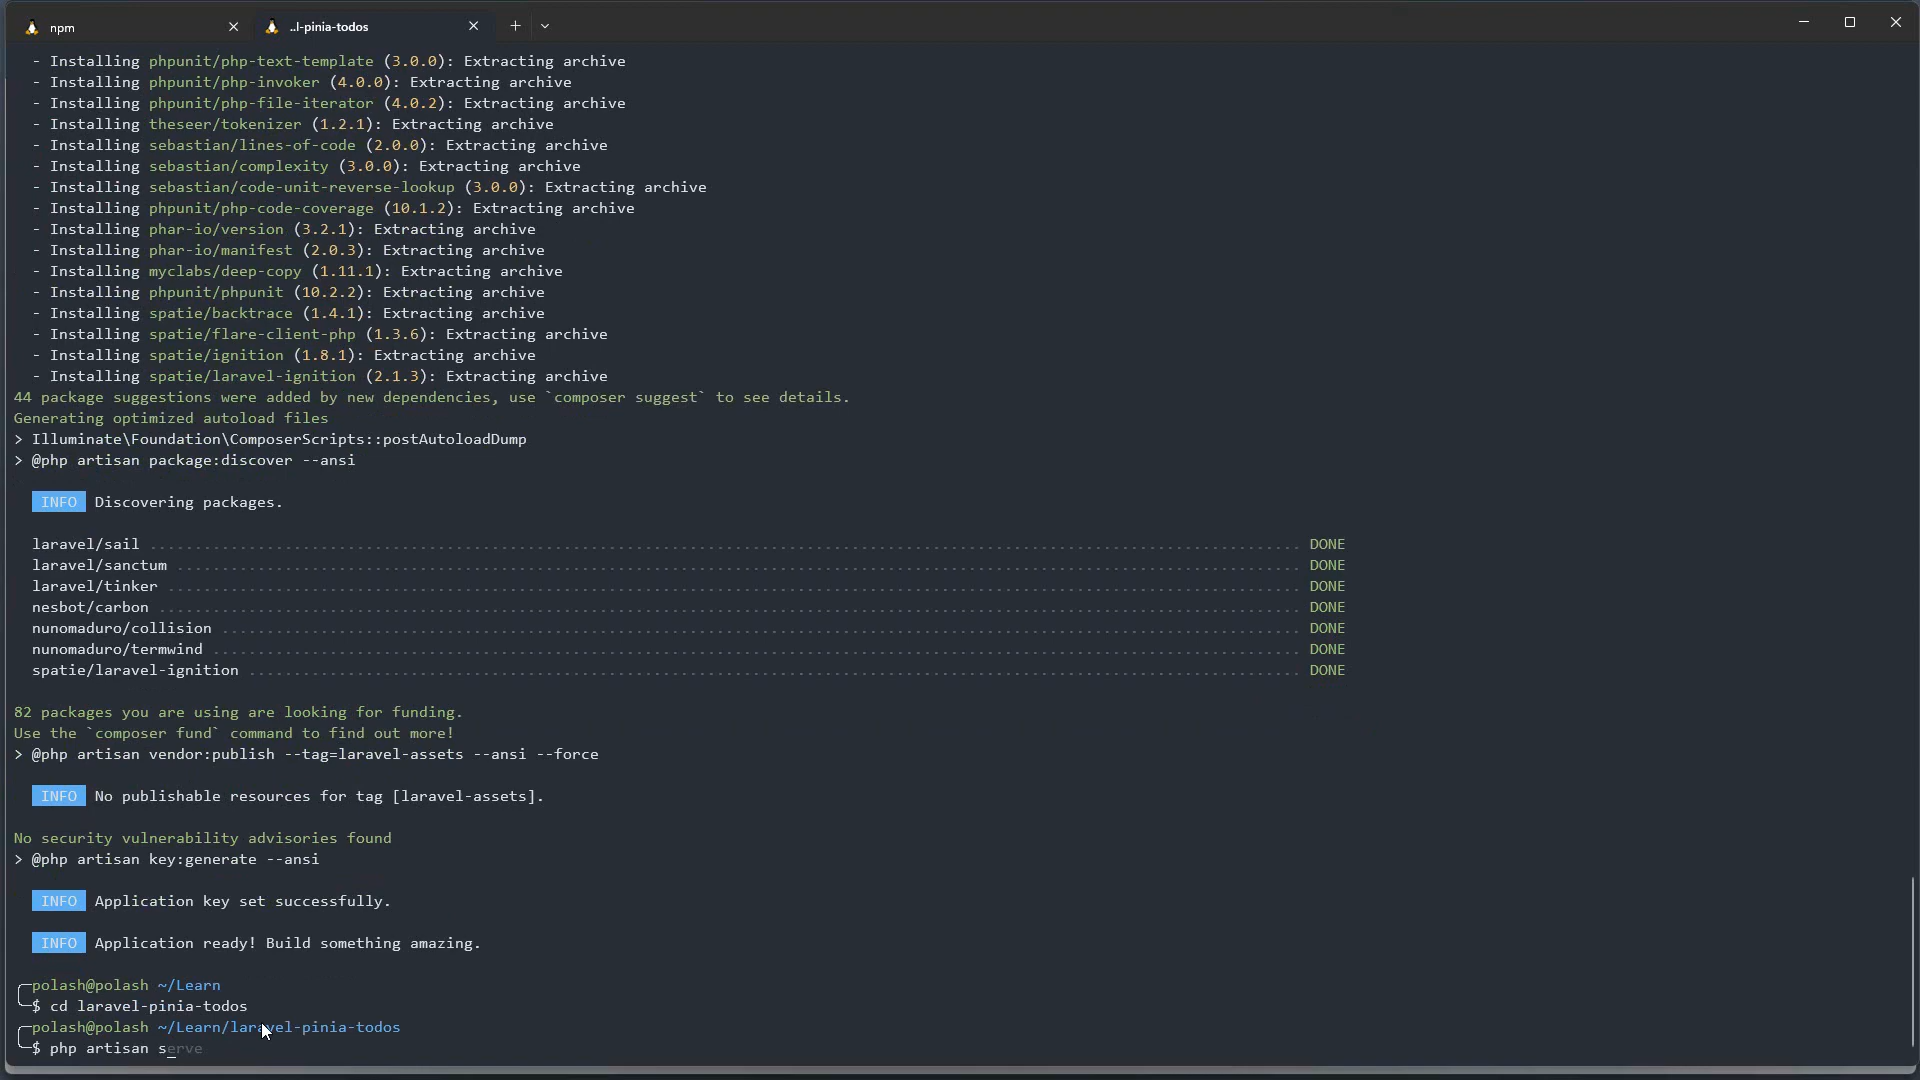 npm
..l-pinia-todos
- Installing phpunit/php-text-template (3.0.0): Extracting archive
- Installing phpunit/php-invoker (4.0.0): Extracting archive
- Installing phpunit/php-file-iterator (4.0.2): Extracting archive
- Installing theseer/tokenizer (1.2.1): Extracting archive
- Installing sebastian/lines-of-code (2.0.0): Extracting archive
- Installing sebastian/complexity (3.0.0): Extracting archive
- Installing sebastian/code-unit-reverse-lookup (3.0.0): Extracting archive
- Installing phpunit/php-code-coverage (10.1.2): Extracting archive
- Installing phar-io/version (3.2.1): Extracting archive
- Installing phar-io/manifest (2.0.3): Extracting archive
- Installing myclabs/deep-copy (1.11.1): Extracting archive
- Installing phpunit/phpunit (10.2.2): Extracting archive
- Installing spatie/backtrace (1.4.1): Extracting archive
- Installing spatie/flare-client-php (1.3.6): Extracting archive
- Installing spatie/ignition (1.8.1): Extracting archive
- Installing spatie/laravel-ignition (2.1.3): Extracting archive
44 package suggestions were added by new dependencies, use `composer suggest` to see details.
Generating optimized autoload files
> Illuminate\Foundation\ComposerScripts::postAutoloadDump
> @php artisan package:discover --ansi
INFO Discovering packages.
laravel/sail ........ DONE
laravel/sanctum ........ DONE
laravel/tinker ........ DONE
nesbot/carbon ........ DONE
nunomaduro/collision ........ DONE
nunomaduro/termwind ........ DONE
spatie/laravel-ignition ........ DONE
82 packages you are using are looking for funding.
Use the `composer fund` command to find out more!
> @php artisan vendor:publish --tag=laravel-assets --ansi --force
INFO No publishable resources for tag [laravel-assets].
No security vulnerability advisories found
> @php artisan key:generate --ansi
INFO Application key set successfully.
INFO Application ready! Build something amazing.
polash@polash ~/Learn
$ cd laravel-pinia-todos
polash@polash ~/Learn/laravel-pinia-todos
$ php artisan serve